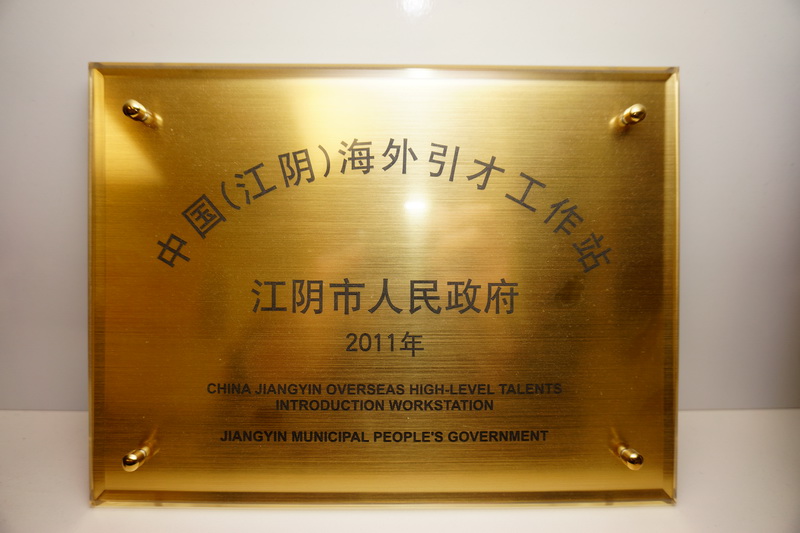 中国(江阴)海外引才工作站
江阴市人民政府
2011年
CHINA JIANGYIN OVERSEAS HIGH-LEVEL TALENTS
INTRODUCTION WORKSTATION
JIANGYIN MUNICIPAL PEOPLE'S GOVERNMENT